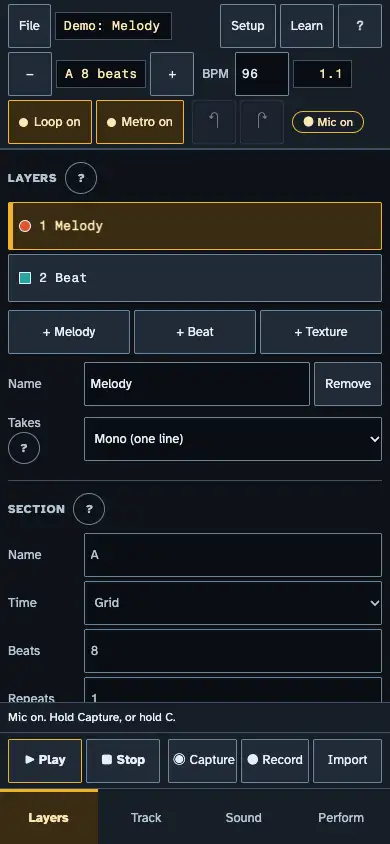 File Demo: Melody Setup Learn ?
– A 8 beats + BPM 96 1.1
Loop on Metro on Mic on
LAYERS ?
1 Melody
2 Beat
+ Melody + Beat + Texture
Name Melody Remove
Takes
? Mono (one line)
SECTION ?
Name A
Time Grid
Beats 8
Repeats 1
Mic on. Hold Capture, or hold C.
Play Stop Capture Record Import
Layers Track Sound Perform